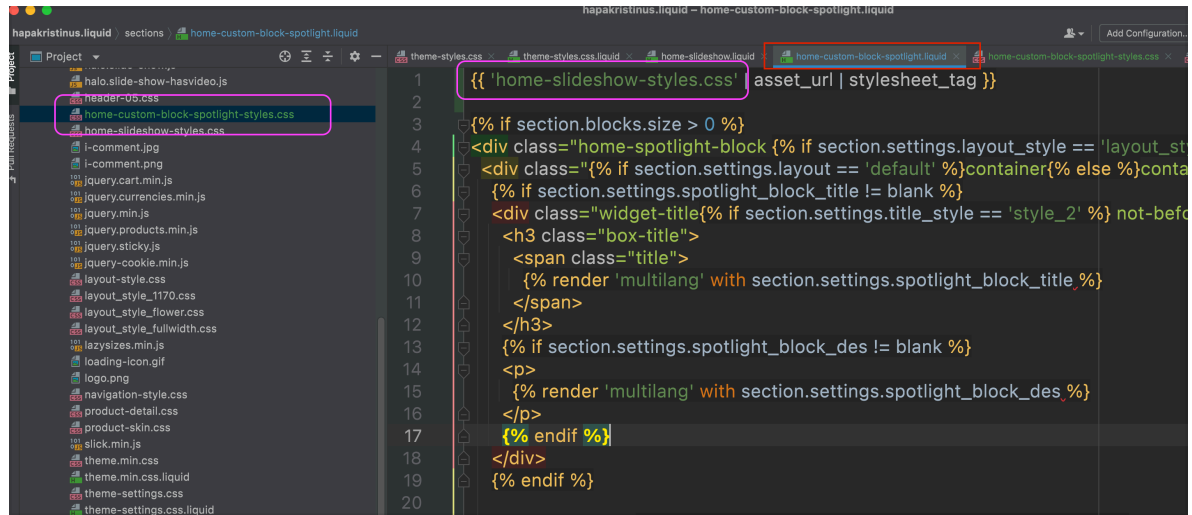 hapakristinus.liquid – home-custom-block-spotlight.liquid
hapakristinus.liquid sections home-custom-block-spotlight.liquid Add Configuration...
Project
theme-styles.css theme-styles.css.liquid home-slideshow.liquid home-custom-block-spotlight.liquid home-custom-block-spotlight-styles.css
Project
Pull Requests
halo.slide-show-hasvideo.js
header-05.css
home-custom-block-spotlight-styles.css
home-slideshow-styles.css
i-comment.jpg
i-comment.png
jquery.cart.min.js
jquery.currencies.min.js
jquery.min.js
jquery.products.min.js
jquery.sticky.js
jquery-cookie.min.js
layout-style.css
layout_style_1170.css
layout_style_flower.css
layout_style_fullwidth.css
lazysizes.min.js
loading-icon.gif
logo.png
navigation-style.css
product-detail.css
product-skin.css
slick.min.js
theme.min.css
theme.min.css.liquid
theme-settings.css
theme-settings.css.liquid
1 {{ 'home-slideshow-styles.css' | asset_url | stylesheet_tag }}
2
3 {% if section.blocks.size > 0 %}
4 <div class="home-spotlight-block {% if section.settings.layout_style == 'layout_st
5 <div class="{% if section.settings.layout == 'default' %}container{% else %}conta
6 {% if section.settings.spotlight_block_title != blank %}
7 <div class="widget-title{% if section.settings.title_style == 'style_2' %} not-befo
8 <h3 class="box-title">
9 <span class="title">
10 {% render 'multilang' with section.settings.spotlight_block_title %}
11 </span>
12 </h3>
13 {% if section.settings.spotlight_block_des != blank %}
14 <p>
15 {% render 'multilang' with section.settings.spotlight_block_des %}
16 </p>
17 {% endif %}
18 </div>
19 {% endif %}
20